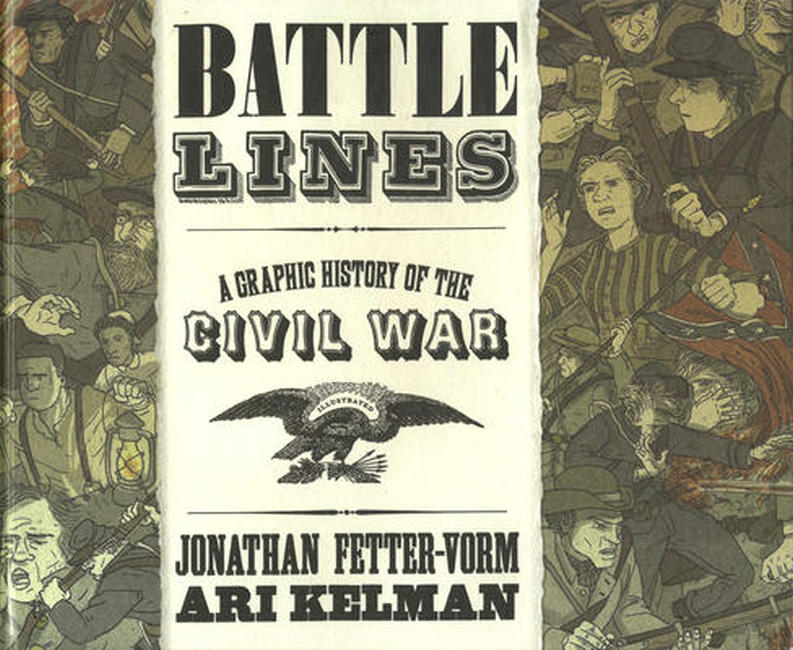 BATTLE
LINES
A GRAPHIC HISTORY OF THE
CIVIL WAR
ILLUSTRATED
JONATHAN FETTER-VORM
ARI KELMAN